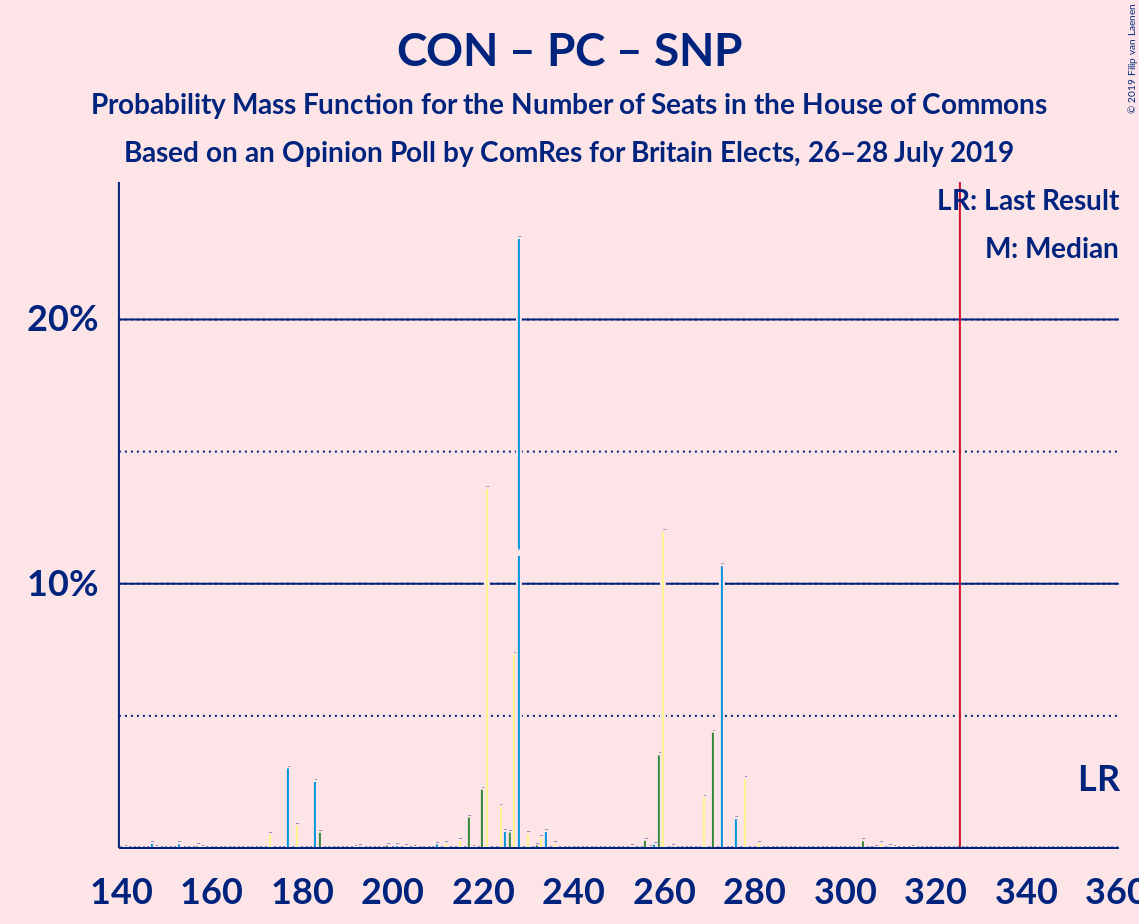 CON – PC – SNP
Probability Mass Function for the Number of Seats in the House of Commons
Based on an Opinion Poll by ComRes for Britain Elects, 26–28 July 2019
© 2019 Filip van Laenen
LR: Last Result
M: Median
20%
10%
LR
140 160 180 200 220 240 260 280 300 320 340 360